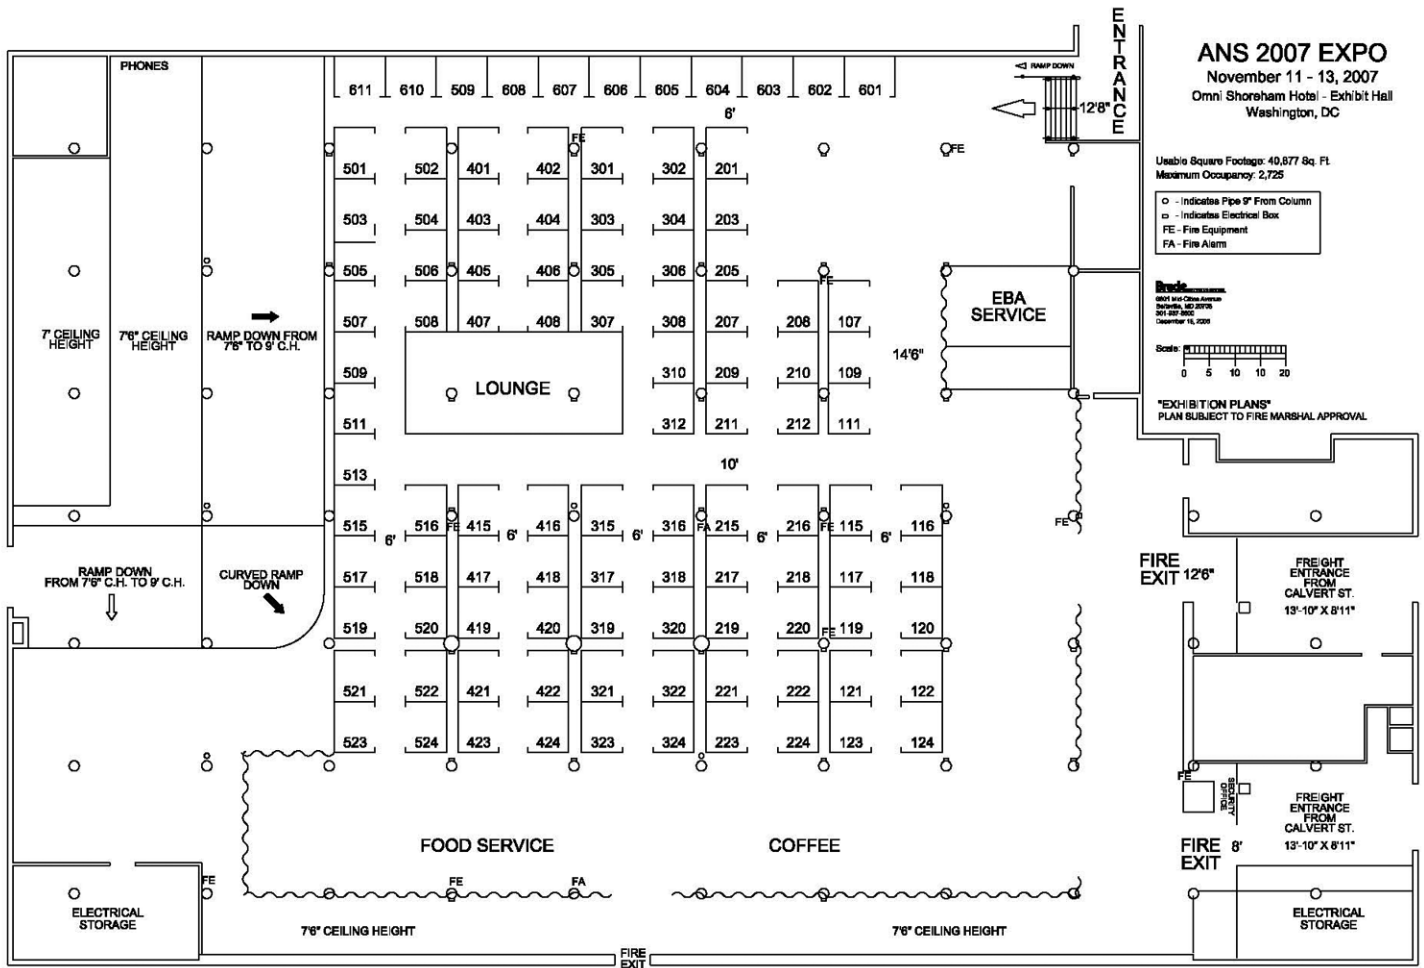 ENTRANCE
ANS 2007 EXPO
November 11 - 13, 2007
Omni Shoreham Hotel - Exhibit Hall
Washington, DC
Usable Square Footage: 40,877 Sq. Ft.
Maximum Occupancy: 2,725
- Indicates Pipe 9" From Column
- Indicates Electrical Box
FE - Fire Equipment
FA - Fire Alarm
Brede
Scale:
0 5 10 10 20
"EXHIBITION PLANS"
PLAN SUBJECT TO FIRE MARSHAL APPROVAL
PHONES
RAMP DOWN
611 610 509 608 607 606 605 604 603 602 601
12'8"
6'
FE
FE
501 502 401 402 301 302 201
503 504 403 404 303 304 203
505 506 405 406 305 306 205
FE
EBA
SERVICE
7' CEILING
HEIGHT
7'6" CEILING
HEIGHT
RAMP DOWN FROM
7'6" TO 9' C.H.
507 508 407 408 307 308 207 208 107
14'6"
509 310 209 210 109
LOUNGE
511 312 211 212 111
10'
513
515 516 FE 415 416 315 316 FA 215 216 FE 115 116
FE
6' 6' 6' 6' 6'
RAMP DOWN
FROM 7'6" C.H. TO 9' C.H.
CURVED RAMP
DOWN
517 518 417 418 317 318 217 218 117 118
FIRE
EXIT
12'6"
FREIGHT
ENTRANCE
FROM
CALVERT ST.
13'-10" X 8'11"
519 520 419 420 319 320 219 220 FE 119 120
521 522 421 422 321 322 221 222 121 122
523 524 423 424 323 324 223 224 123 124
FE
SECURITY
OFFICE
FREIGHT
ENTRANCE
FROM
CALVERT ST.
13'-10" X 8'11"
FOOD SERVICE
COFFEE
FIRE
EXIT
8'
FE
FE
FA
ELECTRICAL
STORAGE
ELECTRICAL
STORAGE
7'6" CEILING HEIGHT
7'6" CEILING HEIGHT
FIRE
EXIT